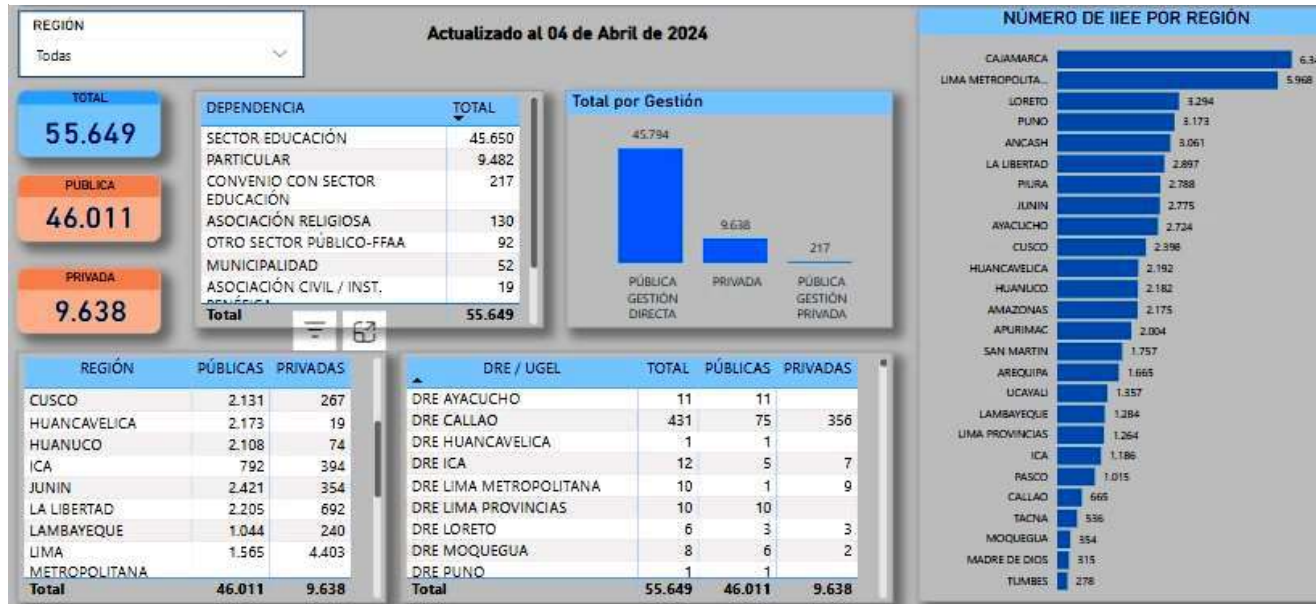 REGIÓN
Todas
Actualizado al 04 de Abril de 2024
TOTAL
55.649
PUBLICA
46.011
PRIVADA
9.638
DEPENDENCIA TOTAL
SECTOR EDUCACIÓN 45.650
PARTICULAR 9.482
CONVENIO CON SECTOR 217
EDUCACIÓN
ASOCIACIÓN RELIGIOSA 130
OTRO SECTOR PÚBLICO-FFAA 92
MUNICIPALIDAD 52
ASOCIACIÓN CIVIL / INST. 19
Total 55.649
Total por Gestión
45.794
9.638
217
PÚBLICA GESTIÓN DIRECTA
PRIVADA
PÚBLICA GESTIÓN PRIVADA
REGIÓN PÚBLICAS PRIVADAS
CUSCO 2.131 267
HUANCAVELICA 2.173 19
HUANUCO 2.108 74
ICA 792 394
JUNIN 2.421 354
LA LIBERTAD 2.205 692
LAMBAYEQUE 1.044 240
LIMA 1.565 4.403
METROPOLITANA
Total 46.011 9.638
DRE / UGEL TOTAL PÚBLICAS PRIVADAS
DRE AYACUCHO 11 11
DRE CALLAO 431 75 356
DRE HUANCAVELICA 1 1
DRE ICA 12 5 7
DRE LIMA METROPOLITANA 10 1 9
DRE LIMA PROVINCIAS 10 10
DRE LORETO 6 3 3
DRE MOQUEGUA 8 6 2
DRE PUNO 1 1
Total 55.649 46.011 9.638
NÚMERO DE IIEE POR REGIÓN
CAJAMARCA 6.34
LIMA METROPOLITA... 5.968
LORETO 3.294
PUNO 3.173
ANCASH 3.061
LA LIBERTAD 2.897
PIURA 2.788
JUNIN 2.775
AYACUCHO 2.724
CUSCO 2.398
HUANCAVELICA 2.192
HUANUCO 2.182
AMAZONAS 2.175
APURIMAC 2.004
SAN MARTIN 1.757
AREQUIPA 1.665
UCAYALI 1.357
LAMBAYEQUE 1.284
LIMA PROVINCIAS 1.264
ICA 1.186
PASCO 1.015
CALLAO 665
TACNA 536
MOQUEGUA 354
MADRE DE DIOS 315
TUMBES 278